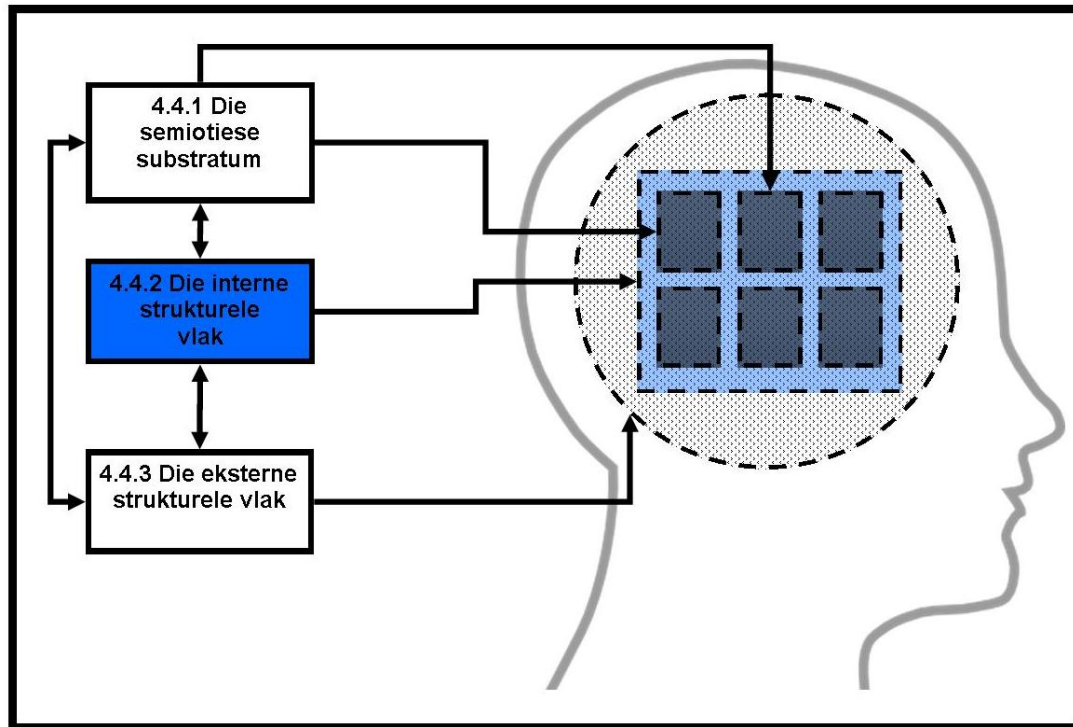 4.4.1 Die
semiotiese
substratum
4.4.2 Die interne
strukturele
vlak
4.4.3 Die eksterne
strukturele vlak